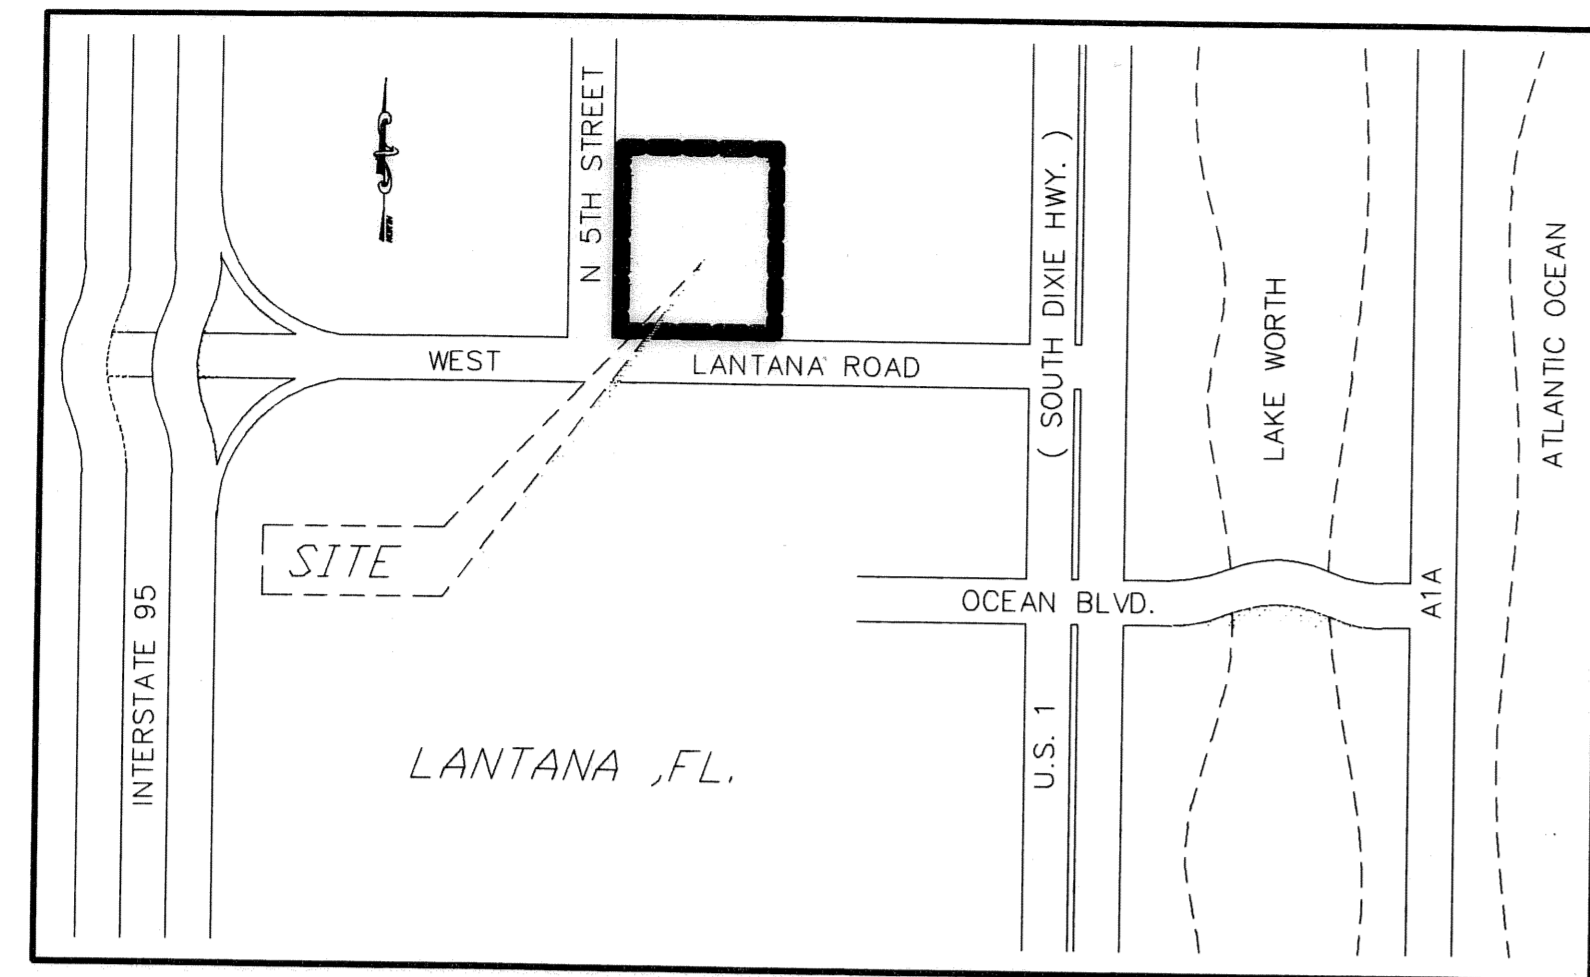 N 5TH STREET
NORTH
WEST LANTANA ROAD
( SOUTH DIXIE HWY. )
LAKE WORTH
ATLANTIC OCEAN
SITE
OCEAN BLVD.
A1A
INTERSTATE 95
U.S. 1
LANTANA ,FL.